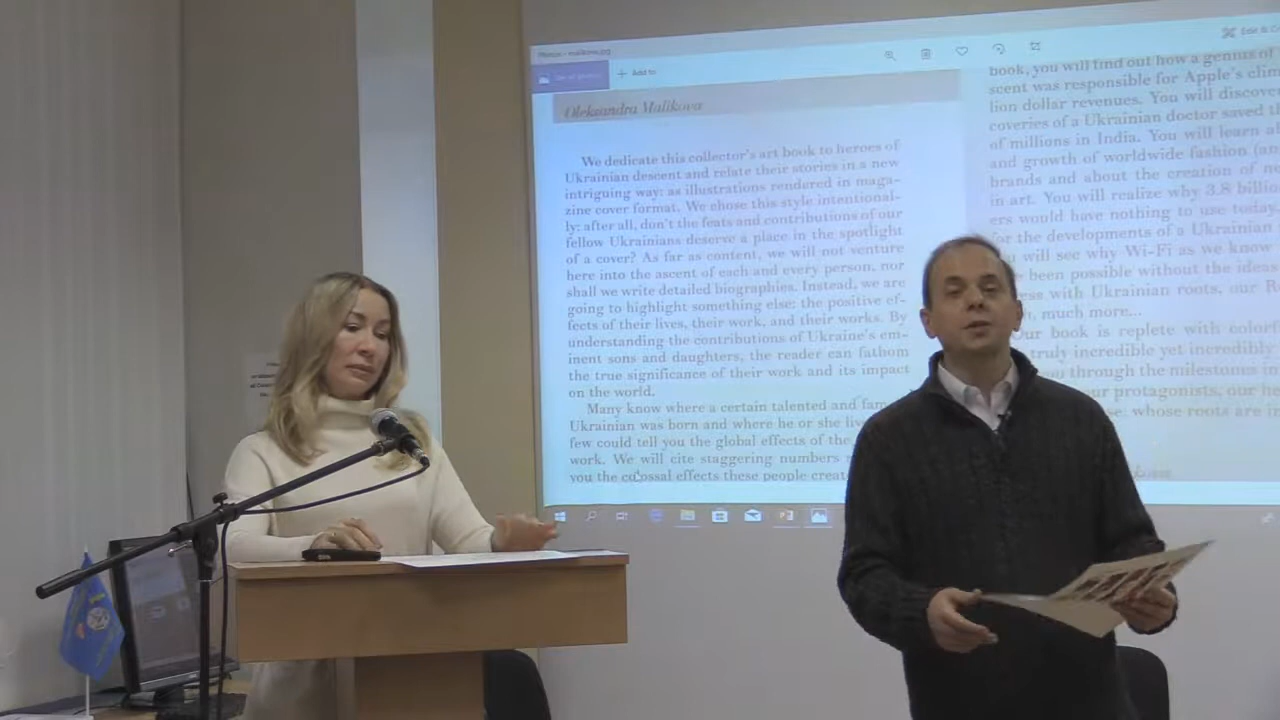 malikova.jpg
Add to
Edit & C
Oleksandra Malikova
We dedicate this collector's art book to heroes of
Ukrainian descent and relate their stories in a new
intriguing way: as illustrations rendered in maga-
zine cover format. We chose this style intentional-
ly: after all, don't the feats and contributions of our
fellow Ukrainians deserve a place in the spotlight
of a cover? As far as content, we will not venture
here into the ascent of each and every person, nor
shall we write detailed biographies. Instead, we are
going to highlight something else: the positive ef-
fects of their lives, their work, and their works. By
understanding the contributions of Ukraine's em-
inent sons and daughters, the reader can fathom
the true significance of their work and its impact
on the world.
Many know where a certain talented and fam
Ukrainian was born and where he or she liv
few could tell you the global effects of the
work. We will cite staggering numbers
you the colossal effects these people creat
book, you will find out how a genius of
scent was responsible for Apple's clim
lion dollar revenues. You will discove
coveries of a Ukrainian doctor saved t
of millions in India. You will learn a
and growth of worldwide fashion (an
brands and about the creation of n
in art. You will realize why 3.8 billio
ers would have nothing to use today,
for the developments of a Ukrainian
will see why Wi-Fi as we know
been possible without the ideas
ess with Ukrainian roots, our R
much more...
Our book is replete with colorf
truly incredible yet incredibly
you through the milestones in
ur protagonists, our he
se: whose roots are in